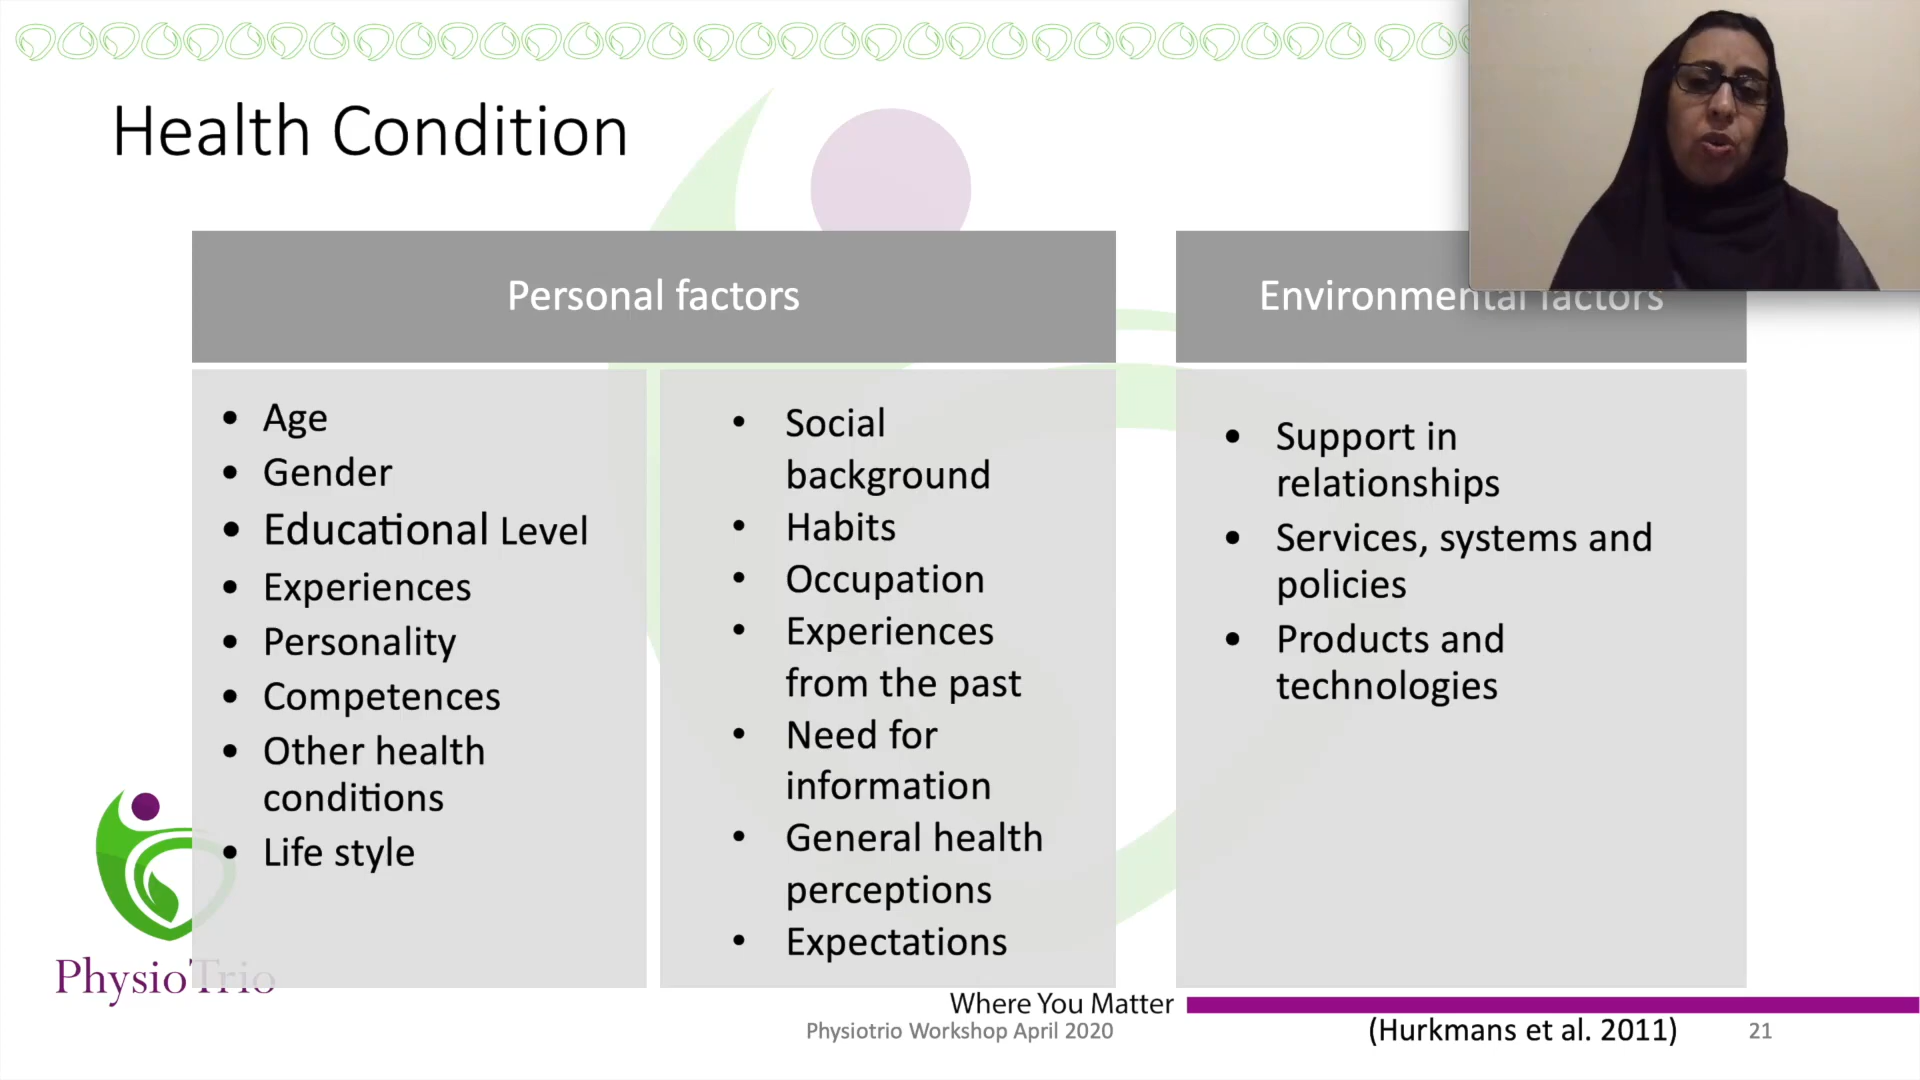 Health Condition
Personal factors
Environmental factors
• Age
• Gender
• Educational Level
• Experiences
• Personality
• Competences
• Other health
conditions
• Life style
• Social
background
• Habits
• Occupation
• Experiences
from the past
• Need for
information
• General health
perceptions
• Expectations
• Support in
relationships
• Services, systems and
policies
• Products and
technologies
PhysioTrio
Where You Matter
Physiotrio Workshop April 2020
(Hurkmans et al. 2011)
21